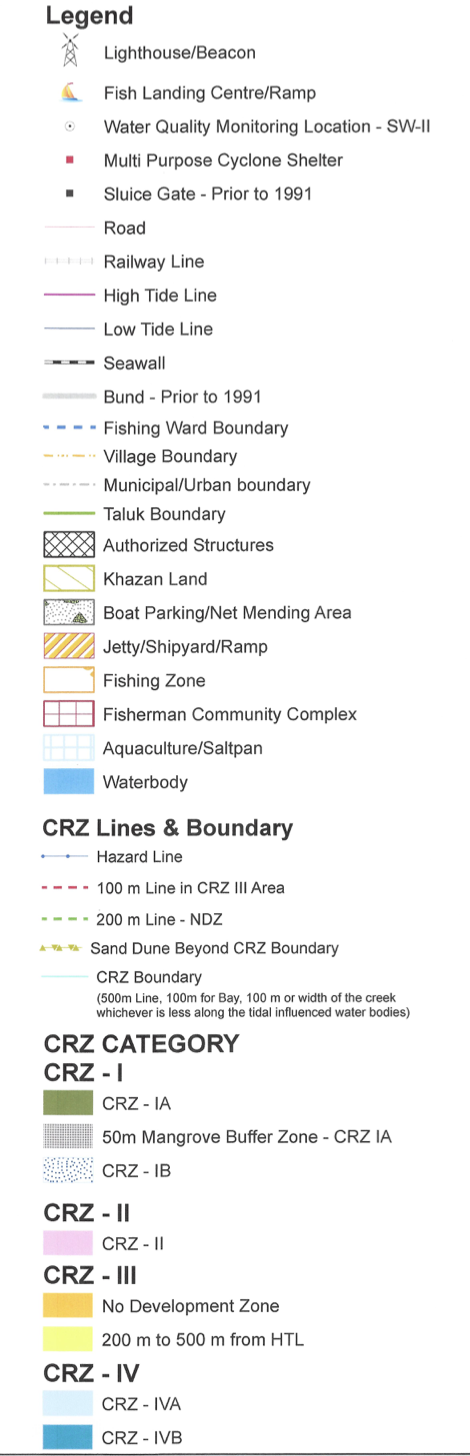 Legend
Lighthouse/Beacon
Fish Landing Centre/Ramp
Water Quality Monitoring Location - SW-II
Multi Purpose Cyclone Shelter
Sluice Gate - Prior to 1991
Road
Railway Line
High Tide Line
Low Tide Line
Seawall
Bund - Prior to 1991
Fishing Ward Boundary
Village Boundary
Municipal/Urban boundary
Taluk Boundary
Authorized Structures
Khazan Land
Boat Parking/Net Mending Area
Jetty/Shipyard/Ramp
Fishing Zone
Fisherman Community Complex
Aquaculture/Saltpan
Waterbody
CRZ Lines & Boundary
Hazard Line
100 m Line in CRZ III Area
200 m Line - NDZ
Sand Dune Beyond CRZ Boundary
CRZ Boundary
(500m Line, 100m for Bay, 100 m or width of the creek
whichever is less along the tidal influenced water bodies)
CRZ CATEGORY
CRZ - I
CRZ - IA
50m Mangrove Buffer Zone - CRZ IA
CRZ - IB
CRZ - II
CRZ - II
CRZ - III
No Development Zone
200 m to 500 m from HTL
CRZ - IV
CRZ - IVA
CRZ - IVB